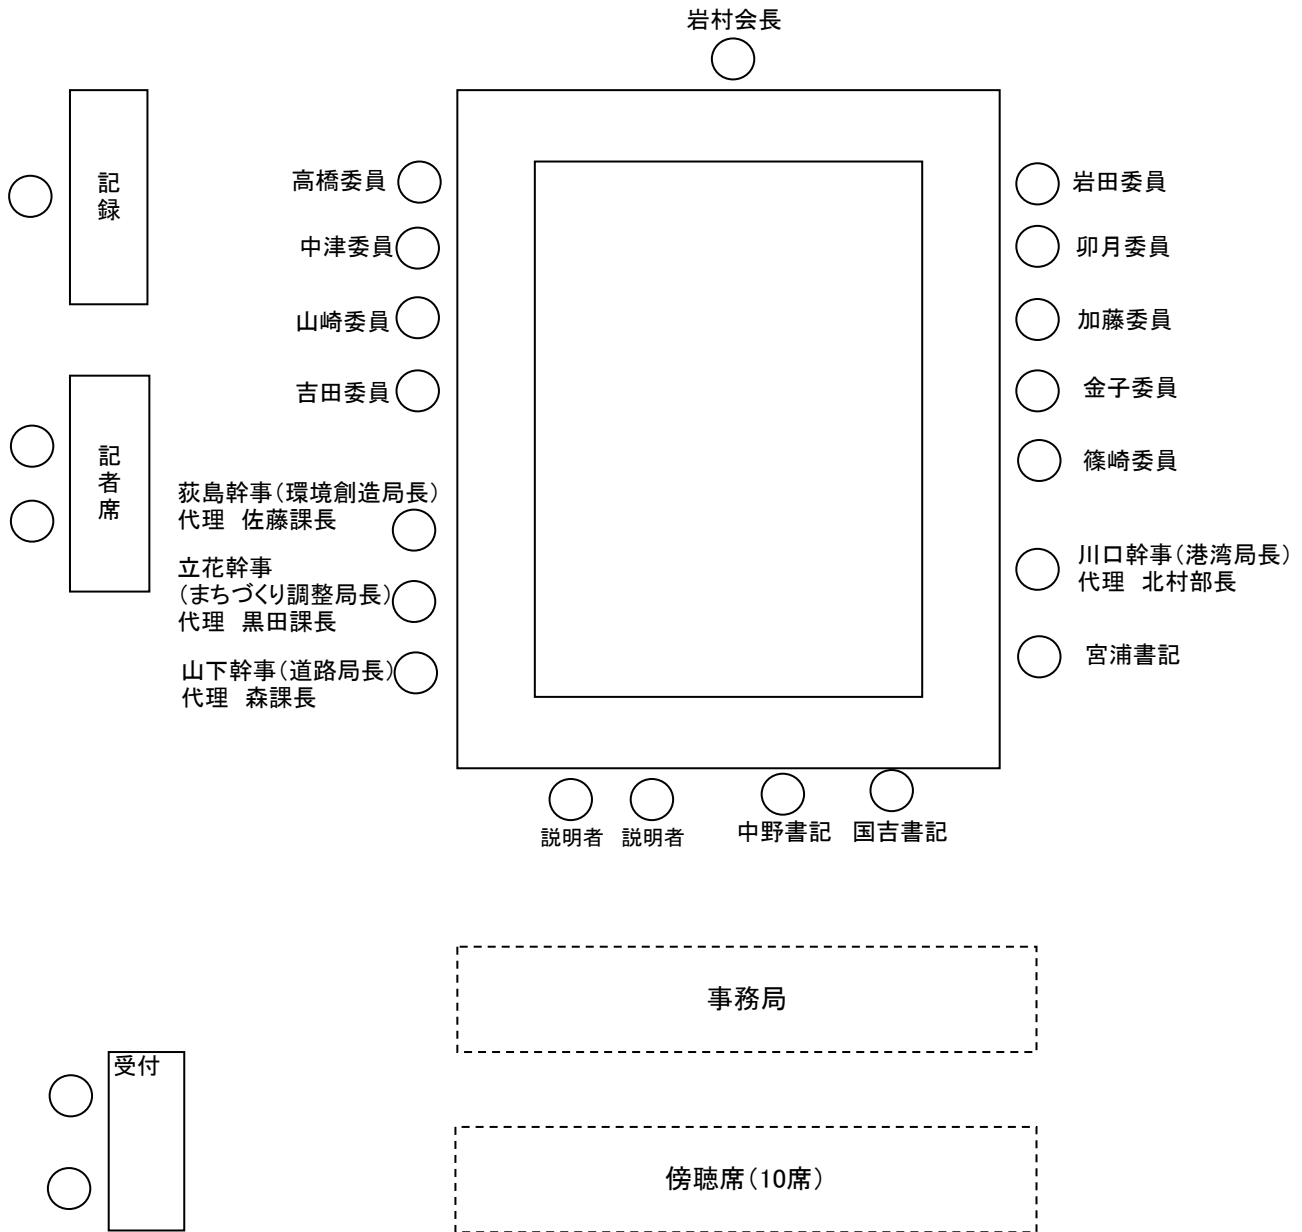 岩村会長
記録
高橋委員
中津委員
山崎委員
吉田委員
記者席
荻島幹事(環境創造局長)
代理 佐藤課長
立花幹事
(まちづくり調整局長)
代理 黒田課長
山下幹事(道路局長)
代理 森課長
岩田委員
卯月委員
加藤委員
金子委員
篠崎委員
川口幹事(港湾局長)
代理 北村部長
宮浦書記
説明者
説明者
中野書記
国吉書記
事務局
受付
傍聴席(10席)